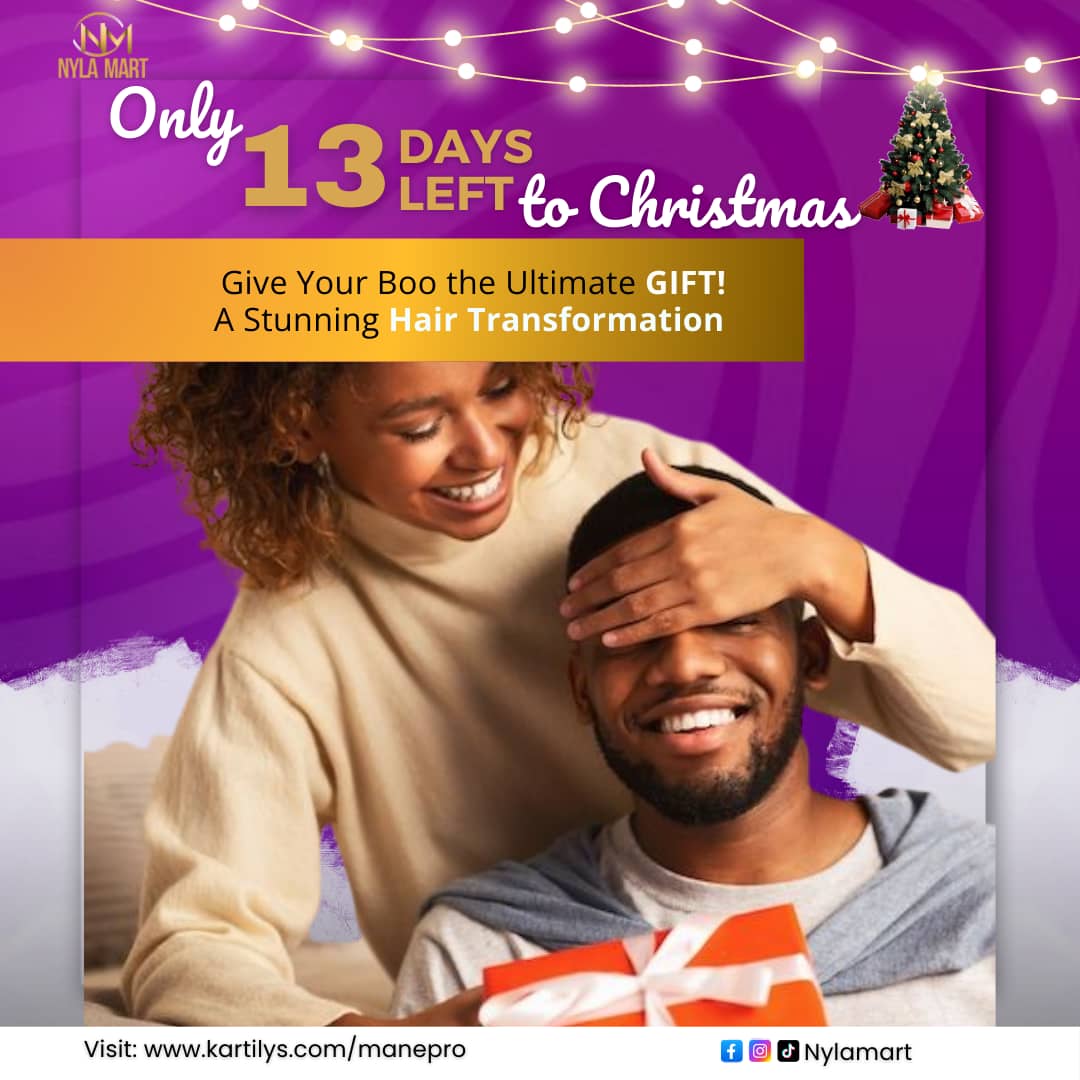 NM
NYLA MART
Only 13 DAYS LEFT to Christmas
Give Your Boo the Ultimate GIFT!
A Stunning Hair Transformation
Visit: www.kartilys.com/manepro
Nylamart